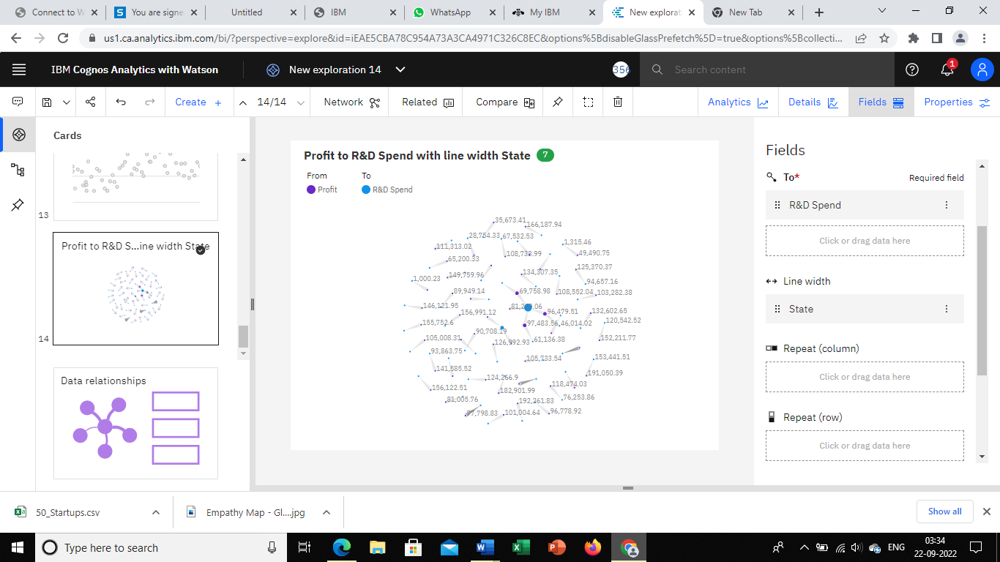 Connect to W
You are signe
Untitled
IBM
WhatsApp
My IBM
New explorat
New Tab
us1.ca.analytics.ibm.com/bi/?perspective=explore&id=iEAE5CBA78C954A73A3CA4971C326C8EC&options%5BdisableGlassPrefetch%5D=true&options%5Bcollecti...
IBM Cognos Analytics with Watson
New exploration 14
356
Search content
1
Create
14/14
Network
Related
Compare
Analytics
Details
Fields
Properties
Cards
13
Profit to R&D S...ine width State
14
Data relationships
Profit to R&D Spend with line width State 7
From To
Profit R&D Spend
35,673.41
166,187.94
28,754.33
67,532.53
1,315.46
111,313.02
108,733.99
49,490.75
65,200.33
125,370.37
134,307.35
1,000.23
149,759.96
94,657.16
89,949.14
69,758.98
108,552.04
103,282.38
146,121.95
96,479.51
132,602.65
156,991.12
155,752.6
97,483.56
46,014.02
120,542.52
90,708.19
105,008.31
126,992.93
61,136.38
152,211.77
93,863.75
105,733.54
153,441.51
141,585.52
191,050.39
124,266.9
156,122.51
182,901.99
118,474.03
81,005.76
192,261.83
76,253.86
97,798.83
101,004.64
96,778.92
Fields
To*
Required field
R&D Spend
Click or drag data here
Line width
State
Repeat (column)
Click or drag data here
Repeat (row)
Click or drag data here
50_Startups.csv
Empathy Map - Gl....jpg
Show all
Type here to search
ENG
03:34
22-09-2022